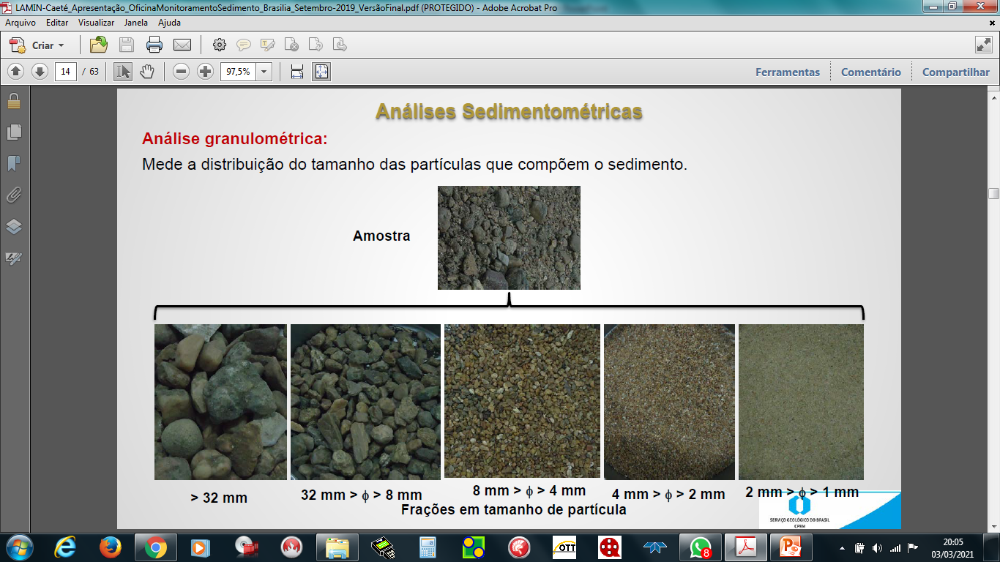 LAMIN-Caeté_Apresentação_OficinaMonitoramentoSedimento_Brasilia_Setembro-2019_VersãoFinal.pdf (PROTEGIDO) - Adobe Acrobat Pro
Arquivo Editar Visualizar Janela Ajuda
Criar
14 / 63 97,5% Ferramentas Comentário Compartilhar
Análises Sedimentométricas
Análise granulométrica:
Mede a distribuição do tamanho das partículas que compõem o sedimento.
Amostra
> 32 mm
32 mm > ϕ > 8 mm
8 mm > ϕ > 4 mm
4 mm > ϕ > 2 mm
2 mm > ϕ > 1 mm
Frações em tamanho de partícula
SERVIÇO GEOLÓGICO DO BRASIL
CPRM
OTT
8
20:05
03/03/2021